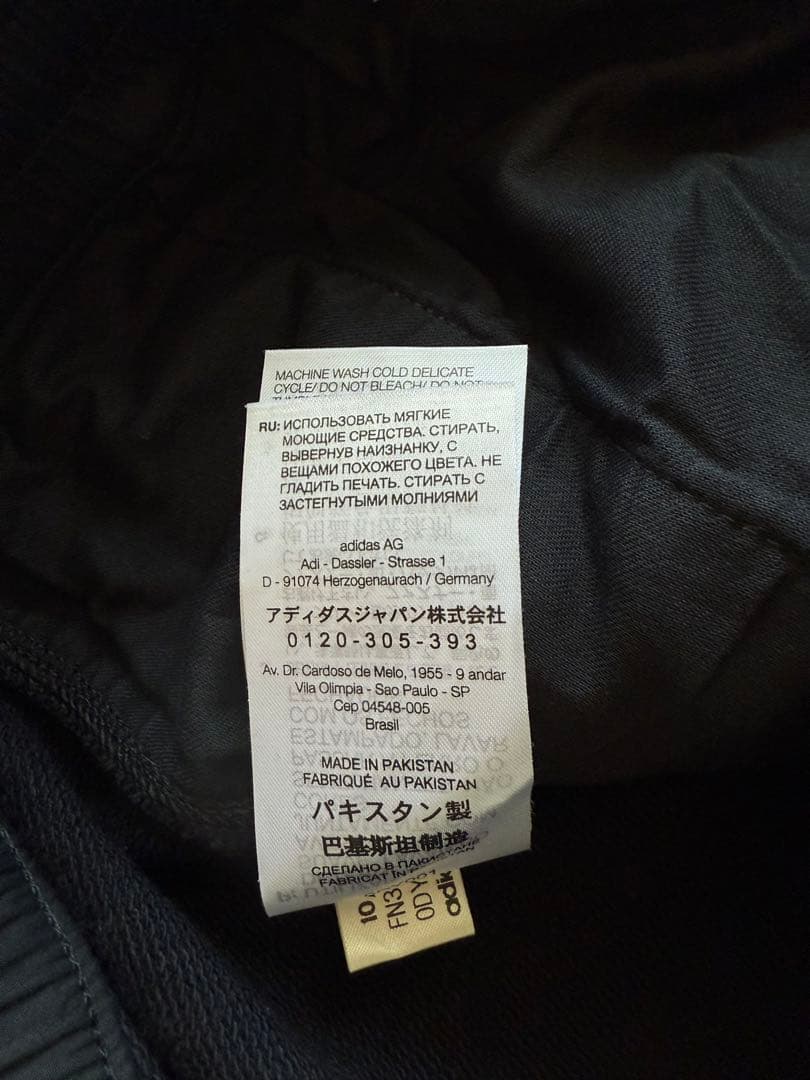 MACHINE WASH COLD DELICATE
CYCLE/ DO NOT BLEACH/ DO NOT
RU: ИСПОЛЬЗОВАТЬ МЯГКИЕ
МОЮЩИЕ СРЕДСТВА. СТИРАТЬ,
ВЫВЕРНУВ НАИЗНАНКУ, С
ВЕЩАМИ ПОХОЖЕГО ЦВЕТА. НЕ
ГЛАДИТЬ ПЕЧАТЬ. СТИРАТЬ С
ЗАСТЕГНУТЫМИ МОЛНИЯМИ
adidas AG
Adi - Dassler - Strasse 1
D - 91074 Herzogenaurach / Germany
アディダスジャパン株式会社
0120-305-393
Av. Dr. Cardoso de Melo, 1955 - 9 andar
Vila Olimpia - Sao Paulo - SP
Cep 04548-005
Brasil
MADE IN PAKISTAN
FABRIQUÉ AU PAKISTAN
パキスタン製
巴基斯坦制造
СДЕЛАНО В ПАКИСТАНЕ
FABRICAT ÎN